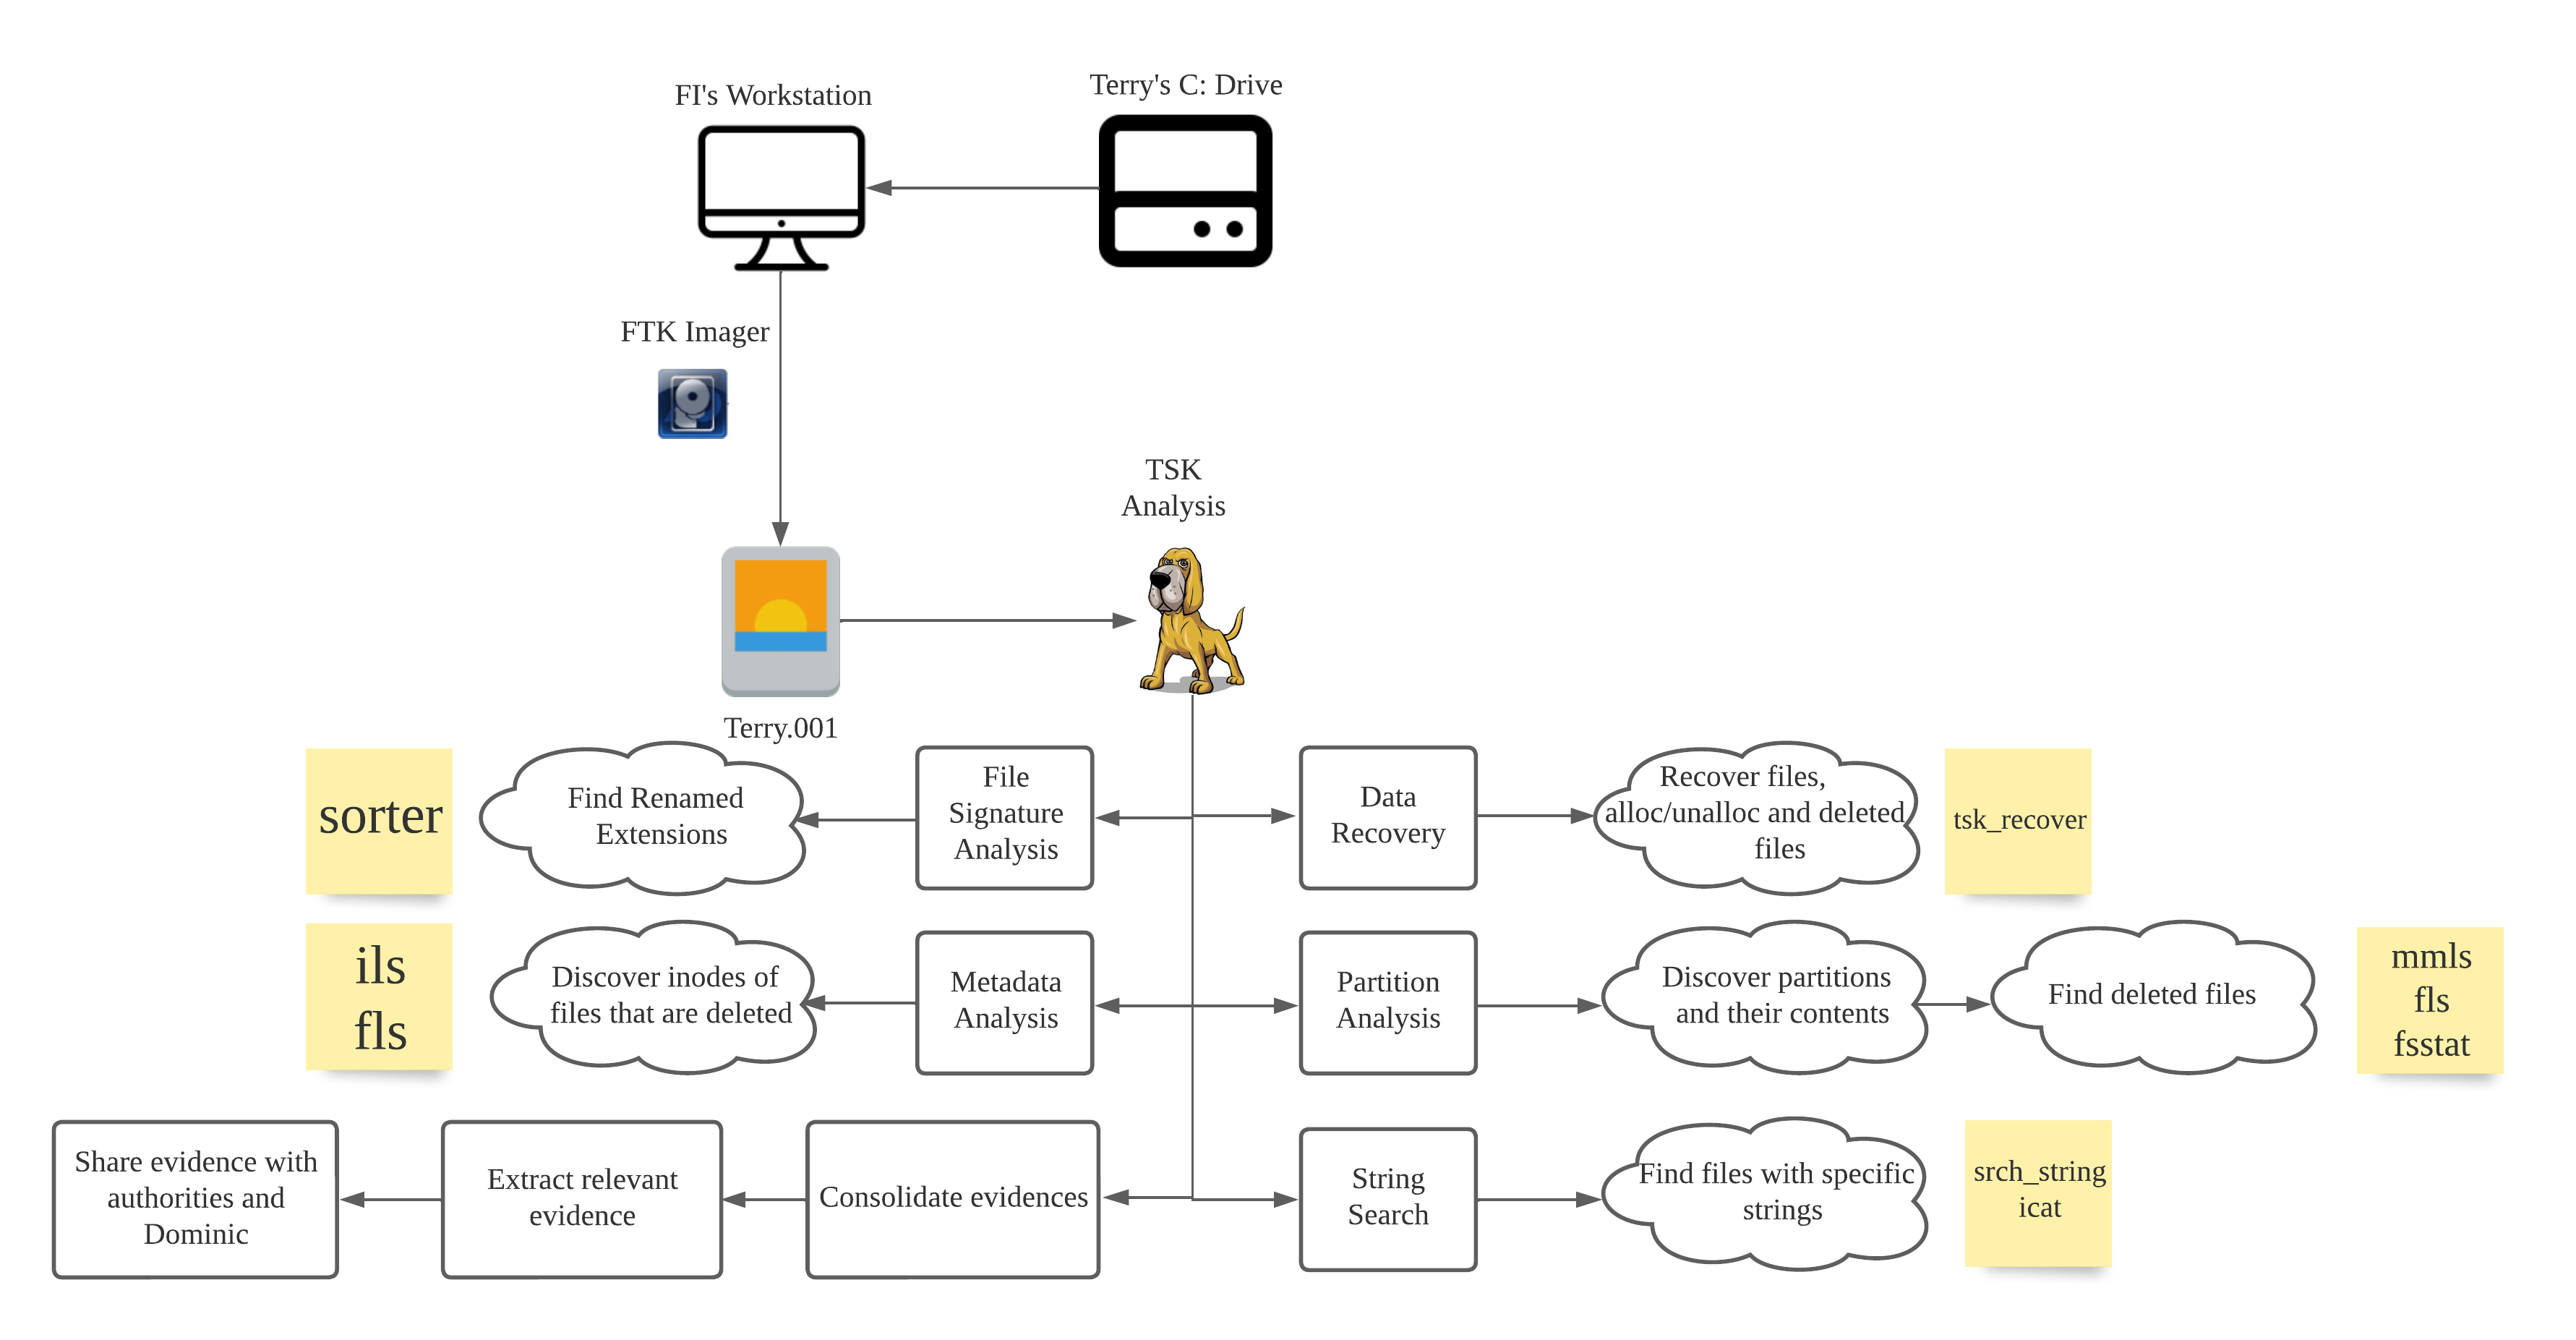 FI's Workstation
Terry's C: Drive
FTK Imager
TSK
Analysis
Terry.001
sorter
Find Renamed
Extensions
File
Signature
Analysis
Data
Recovery
Recover files,
alloc/unalloc and deleted
files
tsk_recover
ils
fls
Discover inodes of
files that are deleted
Metadata
Analysis
Partition
Analysis
Discover partitions
and their contents
Find deleted files
mmls
fls
fsstat
Share evidence with
authorities and
Dominic
Extract relevant
evidence
Consolidate evidences
String
Search
Find files with specific
strings
srch_string
icat